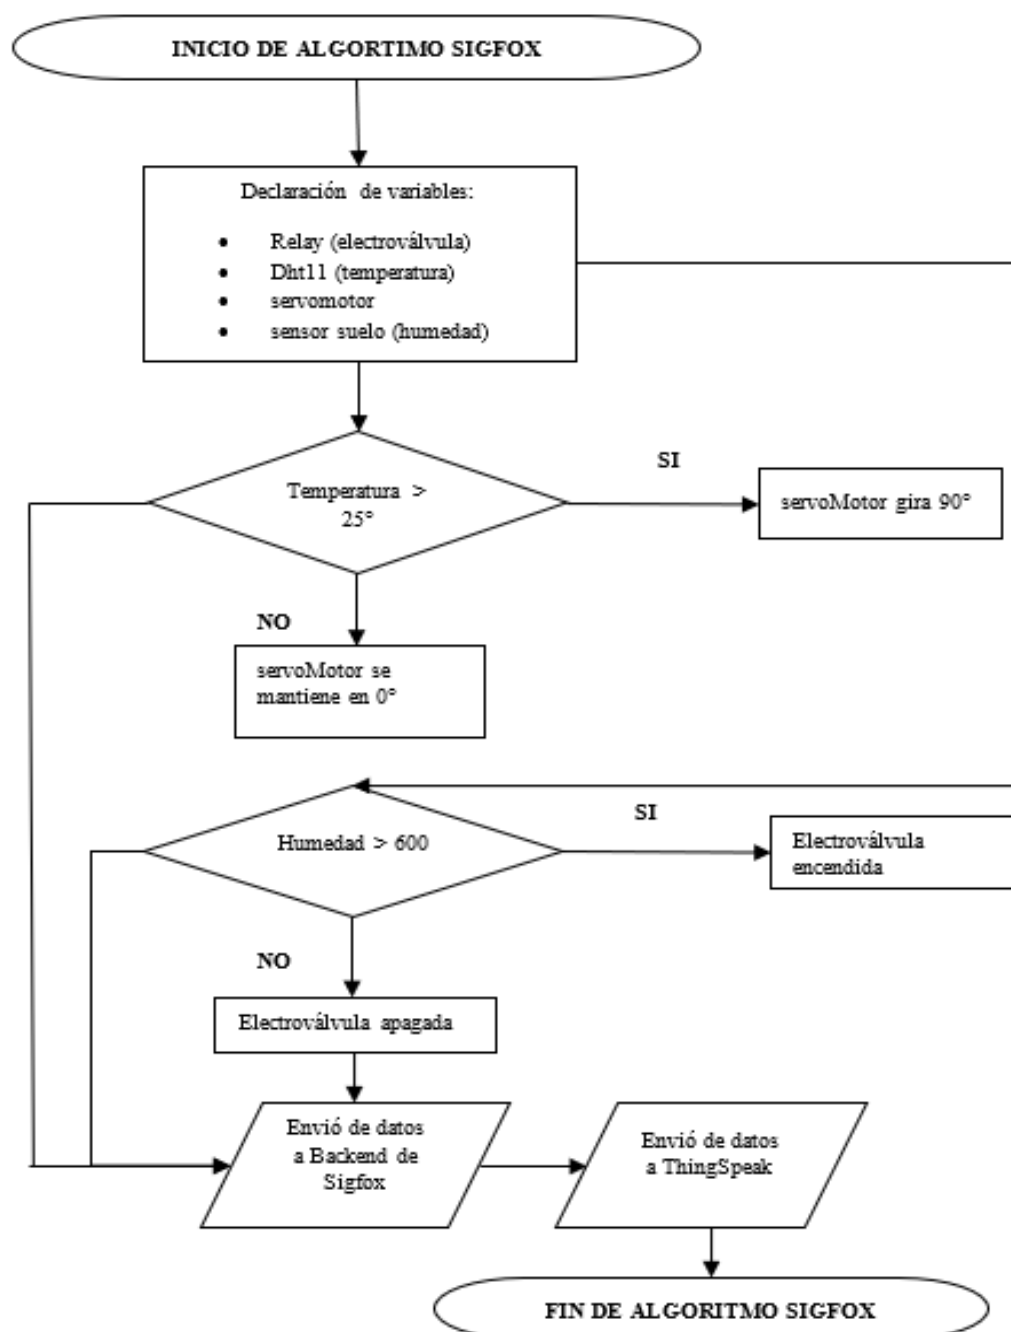 INICIO DE ALGORTIMO SIGFOX
Declaración de variables:
• Relay (electroválvula)
• Dht11 (temperatura)
• servomotor
• sensor suelo (humedad)
Temperatura >
25°
SI
servoMotor gira 90°
NO
servoMotor se
mantiene en 0°
Humedad > 600
SI
Electroválvula
encendida
NO
Electroválvula apagada
Envió de datos
a Backend de
Sigfox
Envió de datos
a ThingSpeak
FIN DE ALGORITMO SIGFOX